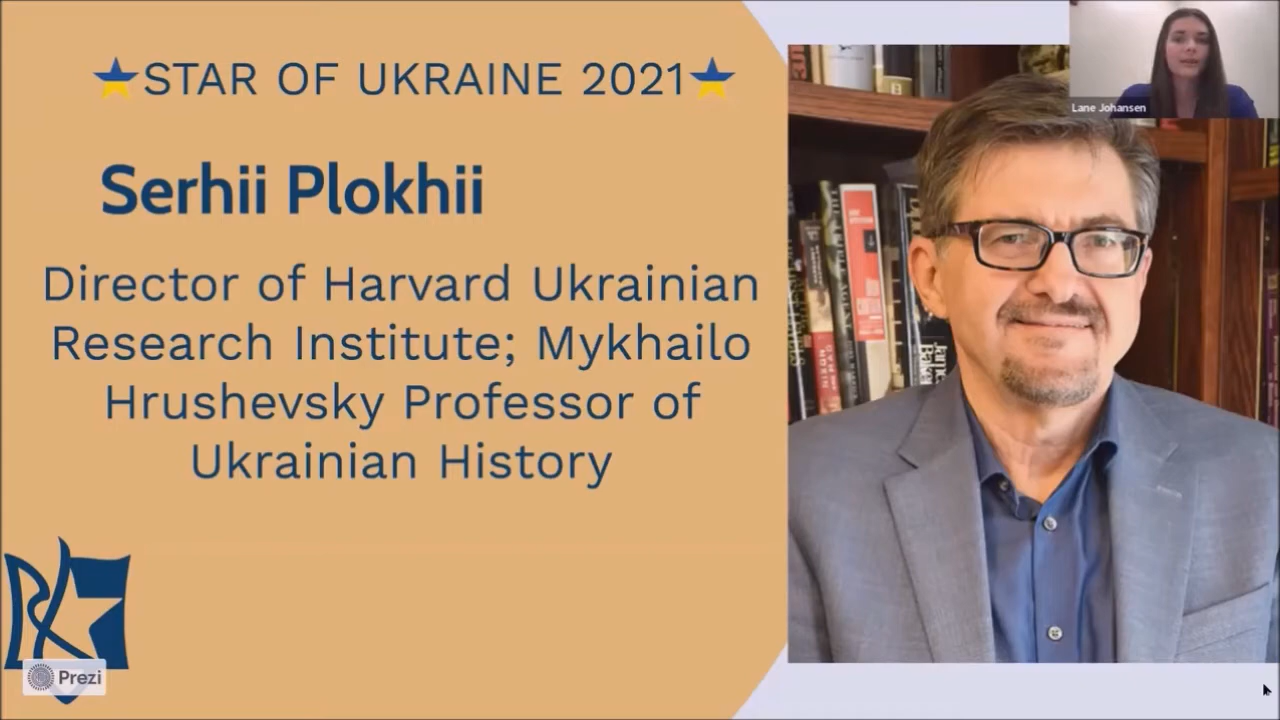 STAR OF UKRAINE 2021
Serhii Plokhii
Director of Harvard Ukrainian
Research Institute; Mykhailo
Hrushevsky Professor of
Ukrainian History
Lane Johansen
Prezi